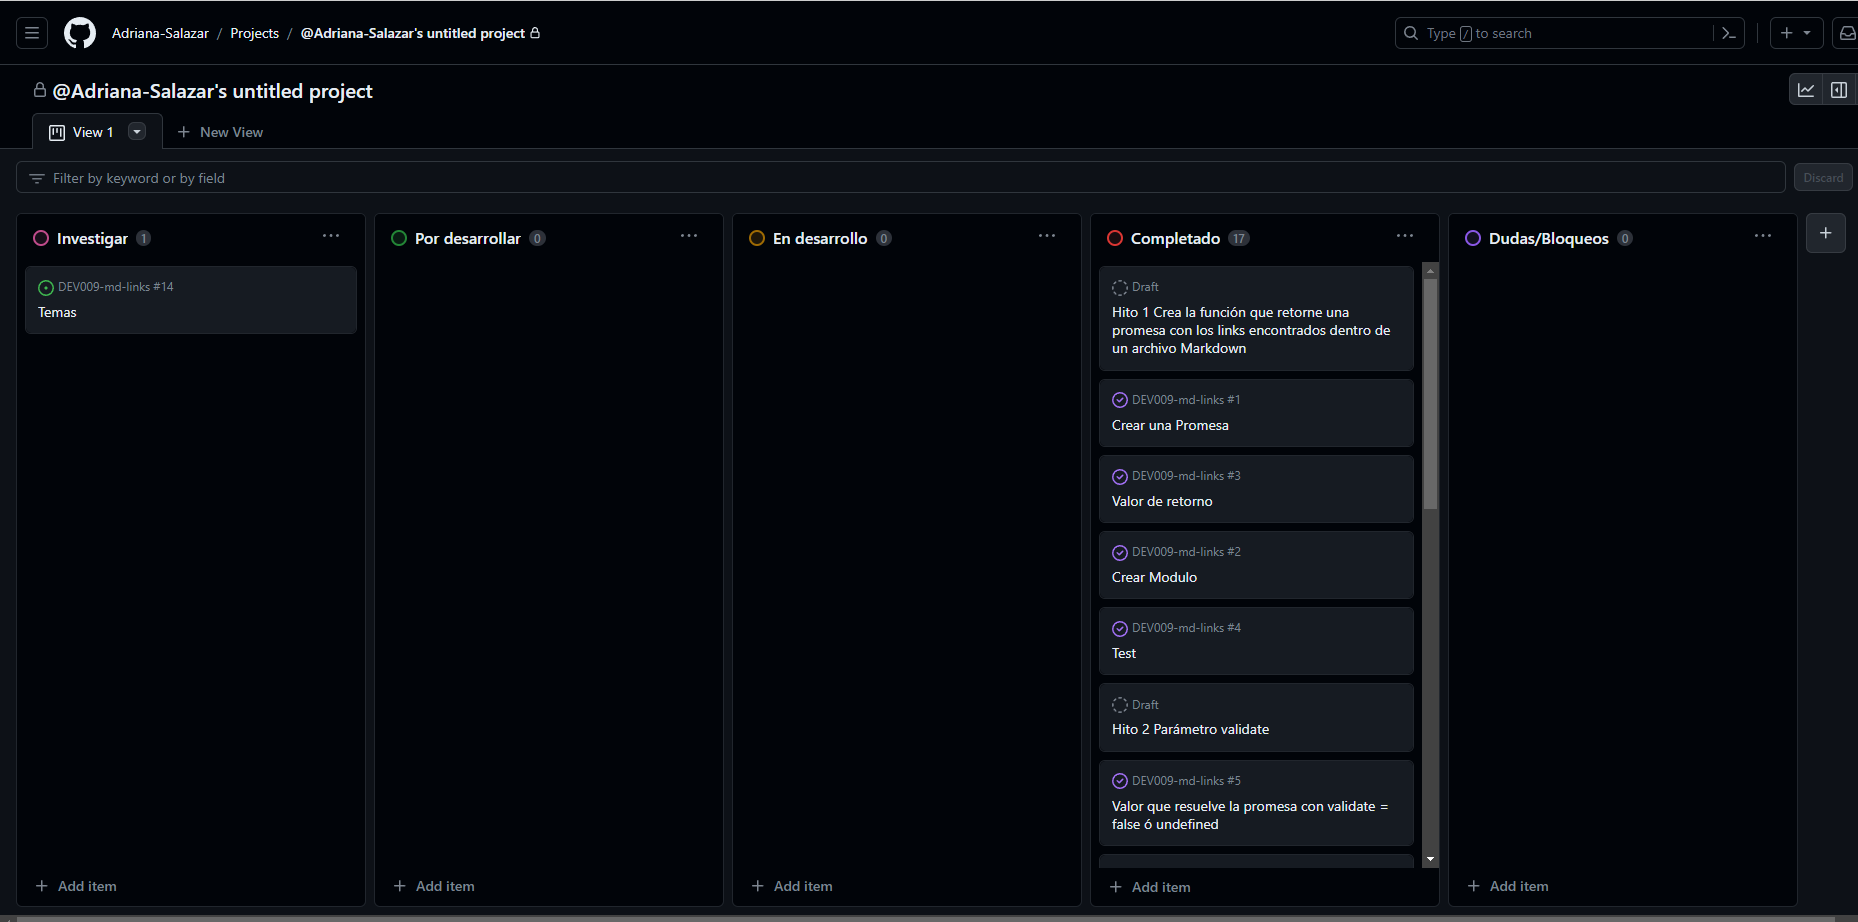 Adriana-Salazar / Projects / @Adriana-Salazar's untitled project
Type / to search
@Adriana-Salazar's untitled project
View 1
New View
Filter by keyword or by field
Discard
Investigar 1
DEV009-md-links #14
Temas
Add item
Por desarrollar 0
Add item
En desarrollo 0
Add item
Completado 17
Draft
Hito 1 Crea la función que retorne una
promesa con los links encontrados dentro de
un archivo Markdown
DEV009-md-links #1
Crear una Promesa
DEV009-md-links #3
Valor de retorno
DEV009-md-links #2
Crear Modulo
DEV009-md-links #4
Test
Draft
Hito 2 Parámetro validate
DEV009-md-links #5
Valor que resuelve la promesa con validate =
false ó undefined
Add item
Dudas/Bloqueos 0
Add item